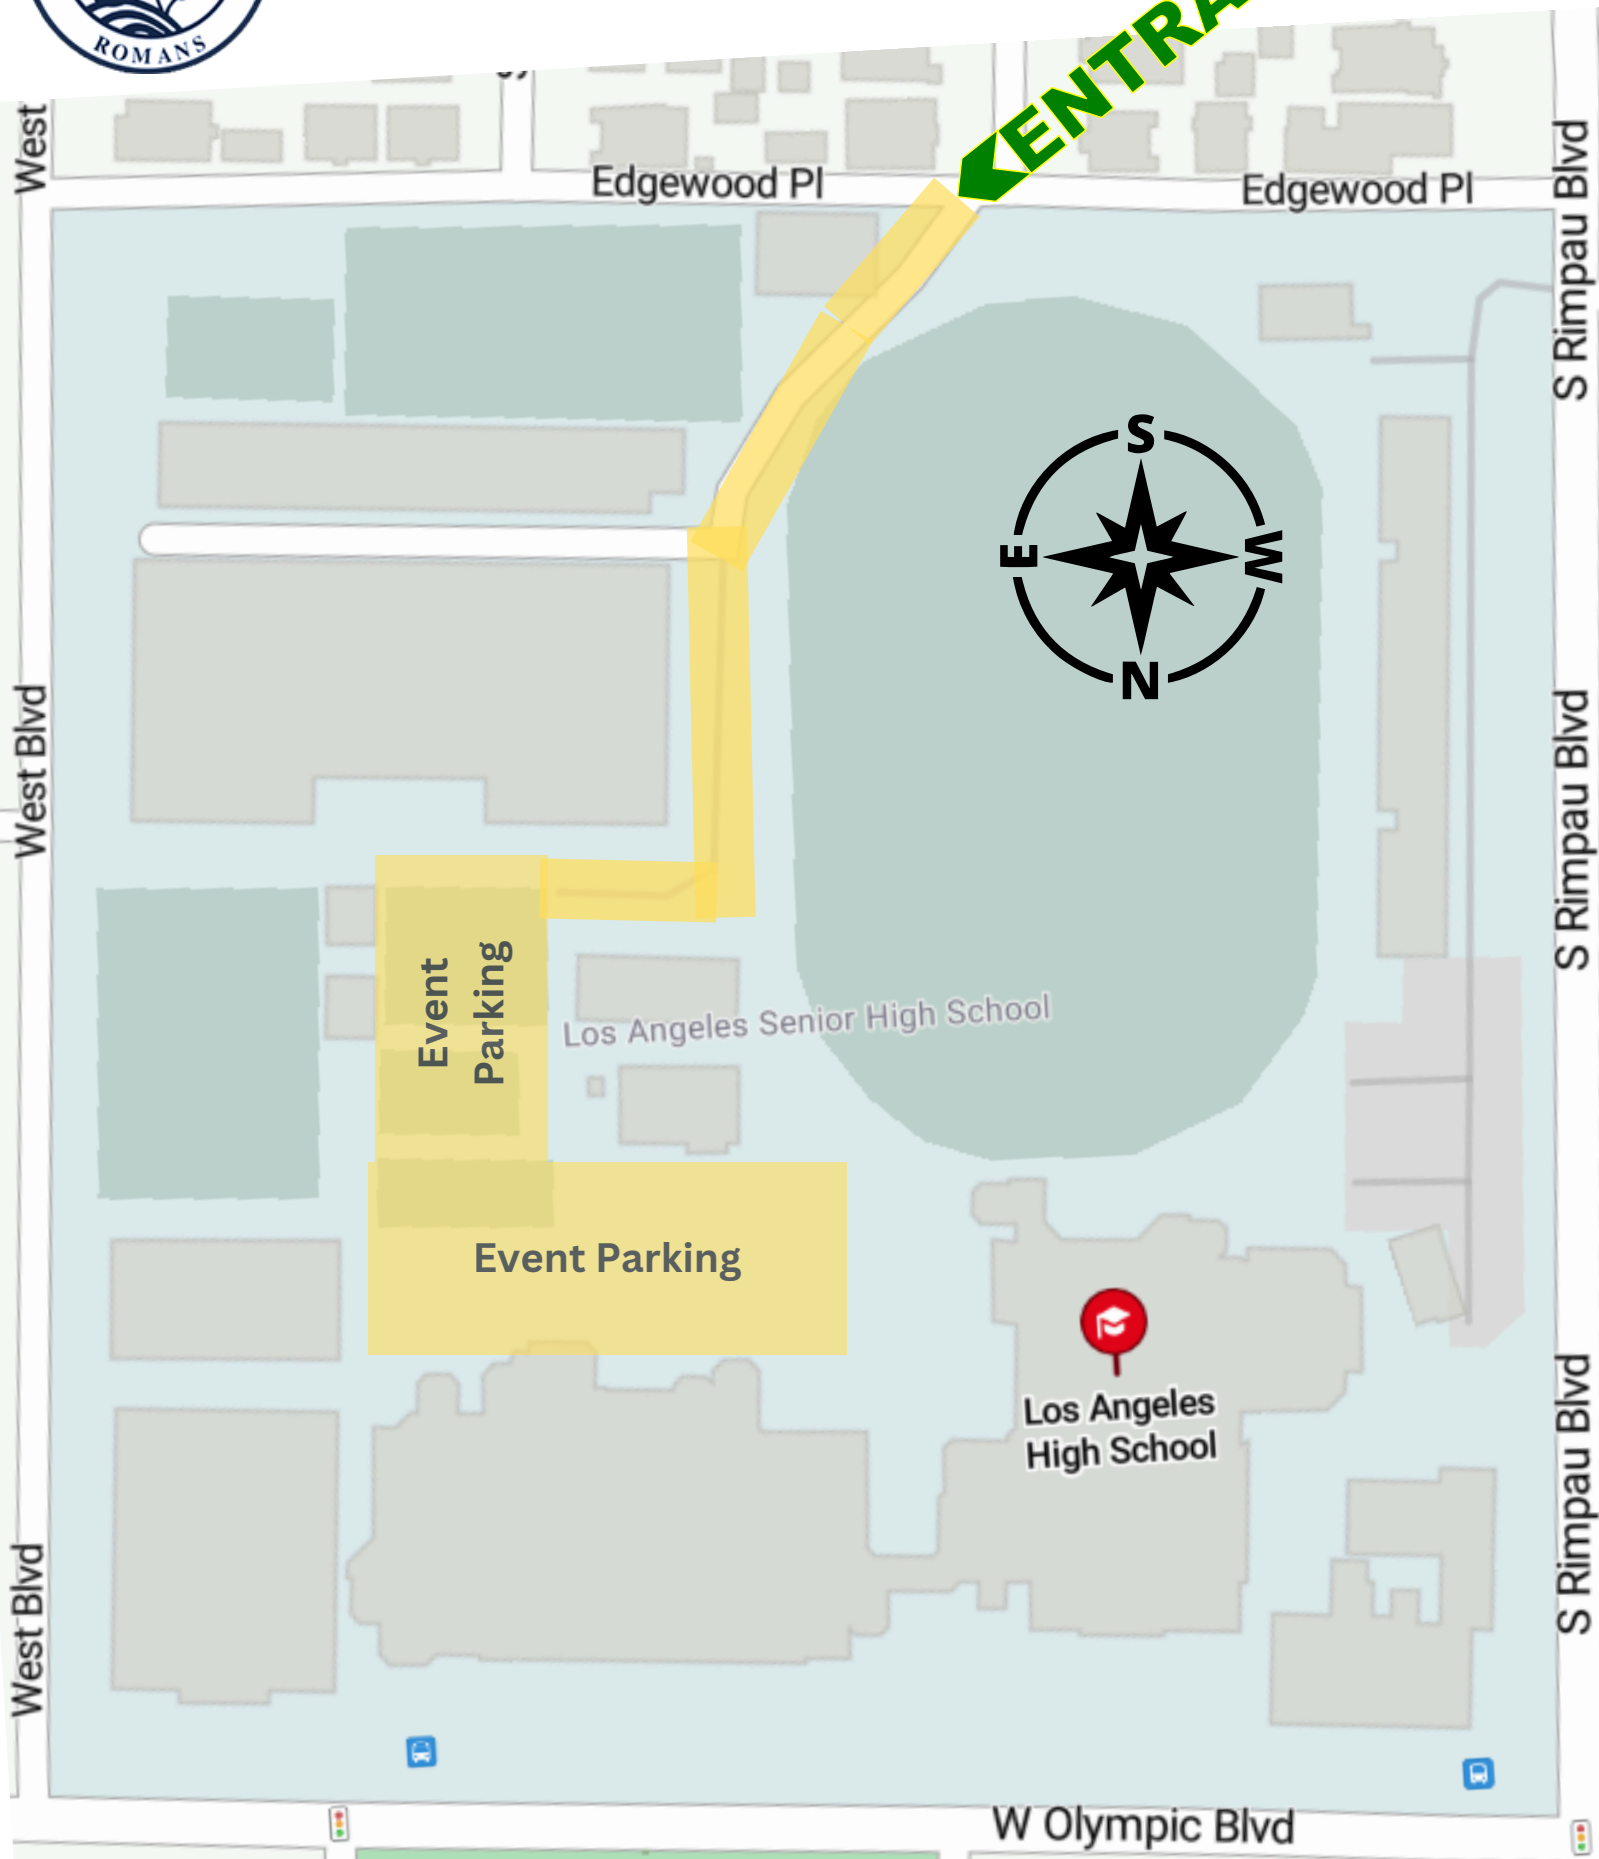 ROMANS
West
Edgewood Pl
Edgewood Pl
S Rimpau Blvd
S
E
W
N
West Blvd
S Rimpau Blvd
Event
Parking
Los Angeles Senior High School
Event Parking
Los Angeles
High School
S Rimpau Blvd
West Blvd
W Olympic Blvd